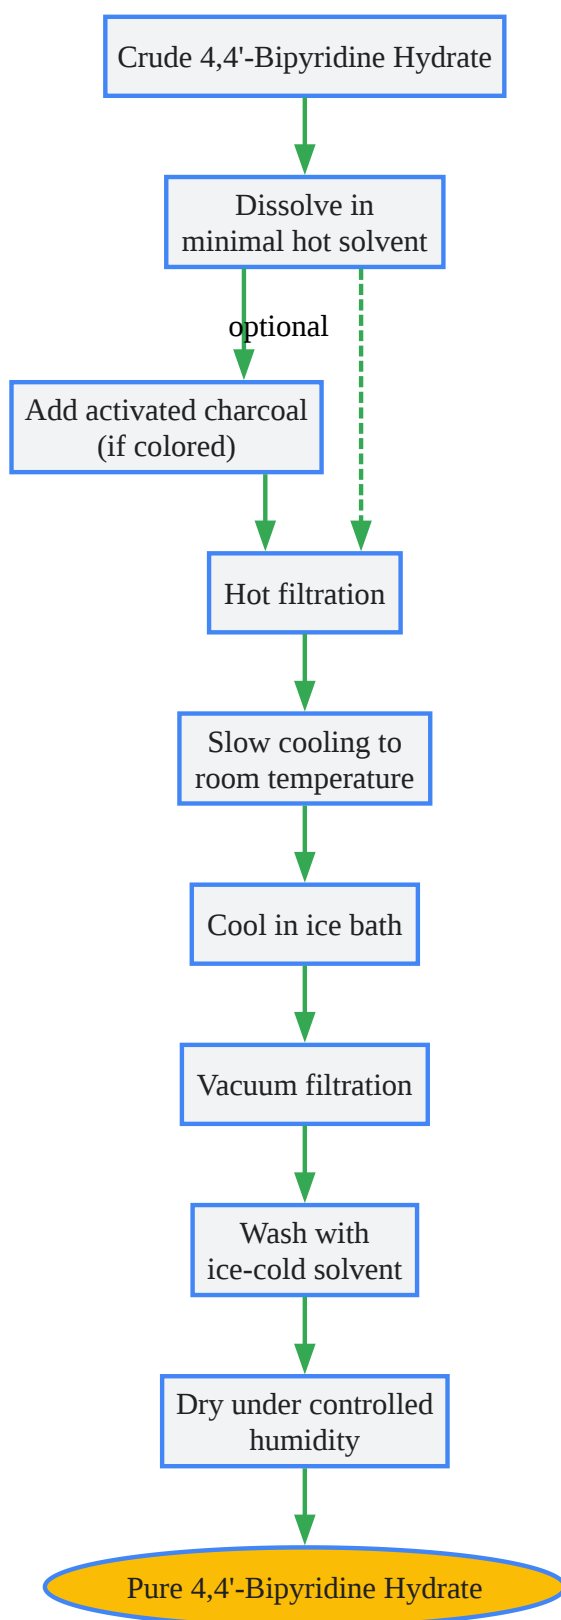 Crude 4,4'-Bipyridine Hydrate
Dissolve in
minimal hot solvent
optional
Add activated charcoal
(if colored)
Hot filtration
Slow cooling to
room temperature
Cool in ice bath
Vacuum filtration
Wash with
ice-cold solvent
Dry under controlled
humidity
Pure 4,4'-Bipyridine Hydrate